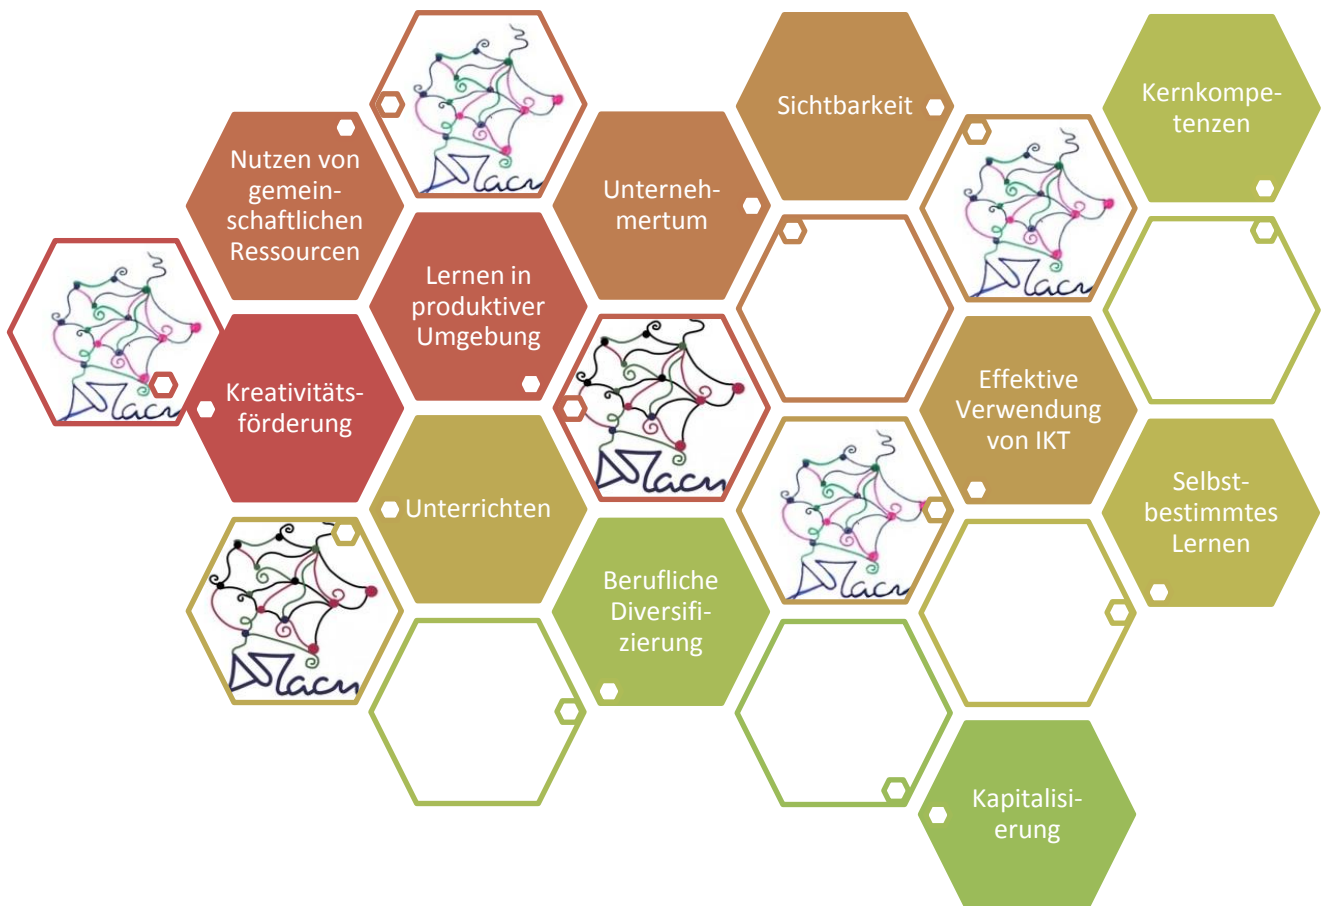 Sichtbarkeit
Kernkompe-
tenzen
Nutzen von
gemein-
schaftlichen
Ressourcen
Unterneh-
mertum
Lernen in
produktiver
Umgebung
Kreativitäts-
förderung
Effektive
Verwendung
von IKT
Selbst-
bestimmtes
Lernen
Unterrichten
Berufliche
Diversifi-
zierung
Kapitalisi-
erung